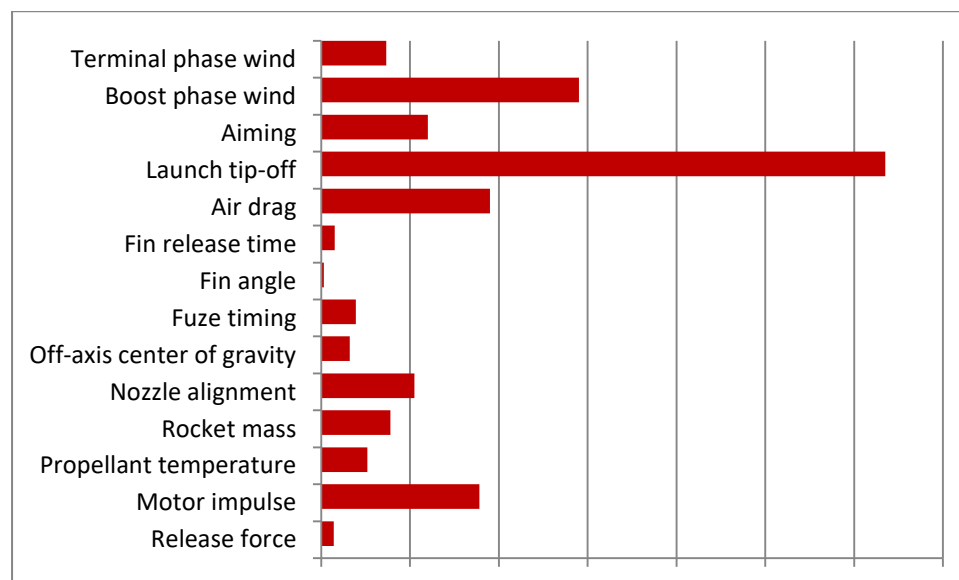 Terminal phase wind
Boost phase wind
Aiming
Launch tip-off
Air drag
Fin release time
Fin angle
Fuze timing
Off-axis center of gravity
Nozzle alignment
Rocket mass
Propellant temperature
Motor impulse
Release force